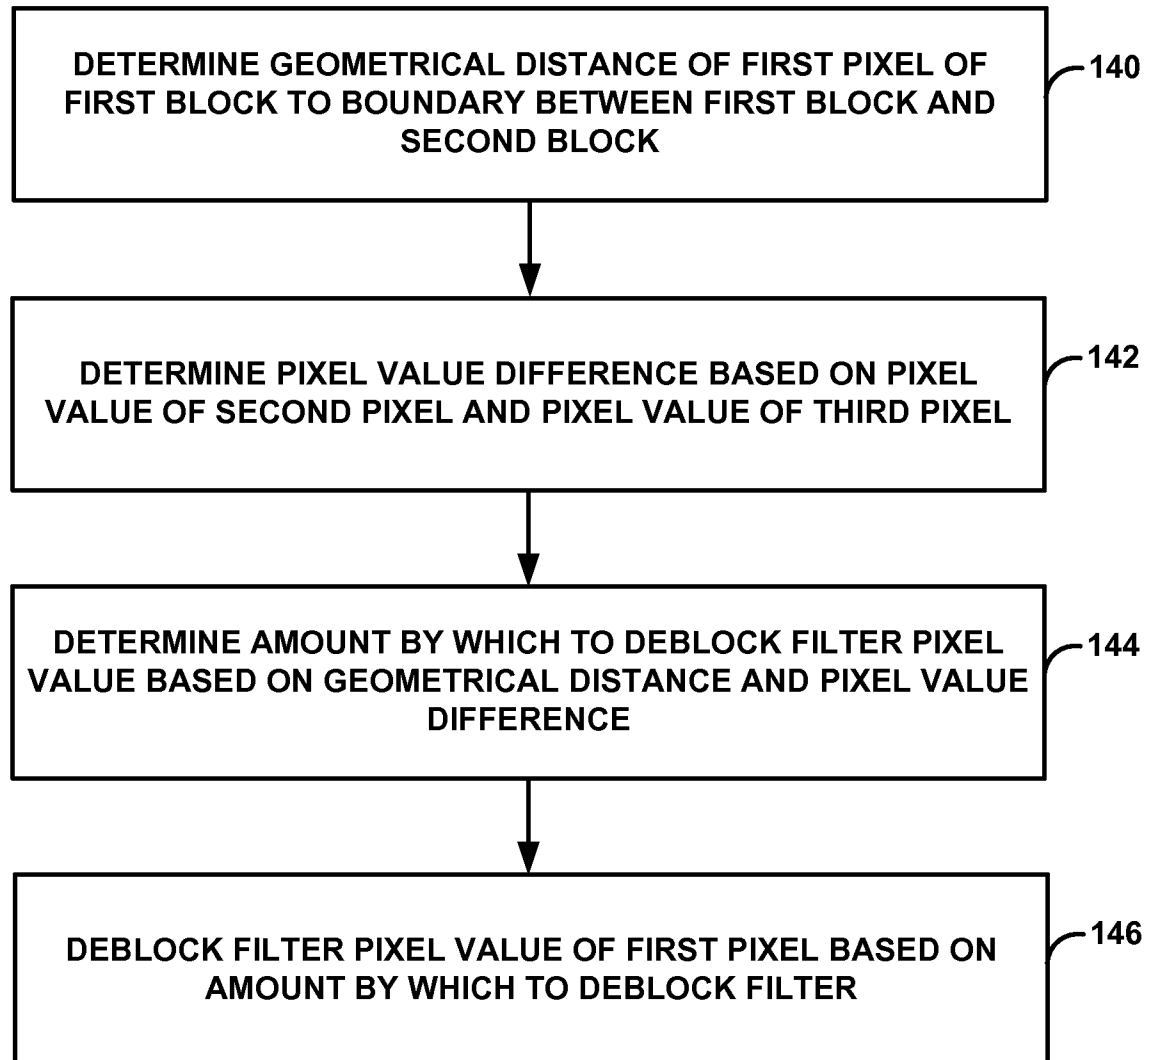 DETERMINE GEOMETRICAL DISTANCE OF FIRST PIXEL OF
FIRST BLOCK TO BOUNDARY BETWEEN FIRST BLOCK AND
SECOND BLOCK
140
DETERMINE PIXEL VALUE DIFFERENCE BASED ON PIXEL
VALUE OF SECOND PIXEL AND PIXEL VALUE OF THIRD PIXEL
142
DETERMINE AMOUNT BY WHICH TO DEBLOCK FILTER PIXEL
VALUE BASED ON GEOMETRICAL DISTANCE AND PIXEL VALUE
DIFFERENCE
144
DEBLOCK FILTER PIXEL VALUE OF FIRST PIXEL BASED ON
AMOUNT BY WHICH TO DEBLOCK FILTER
146